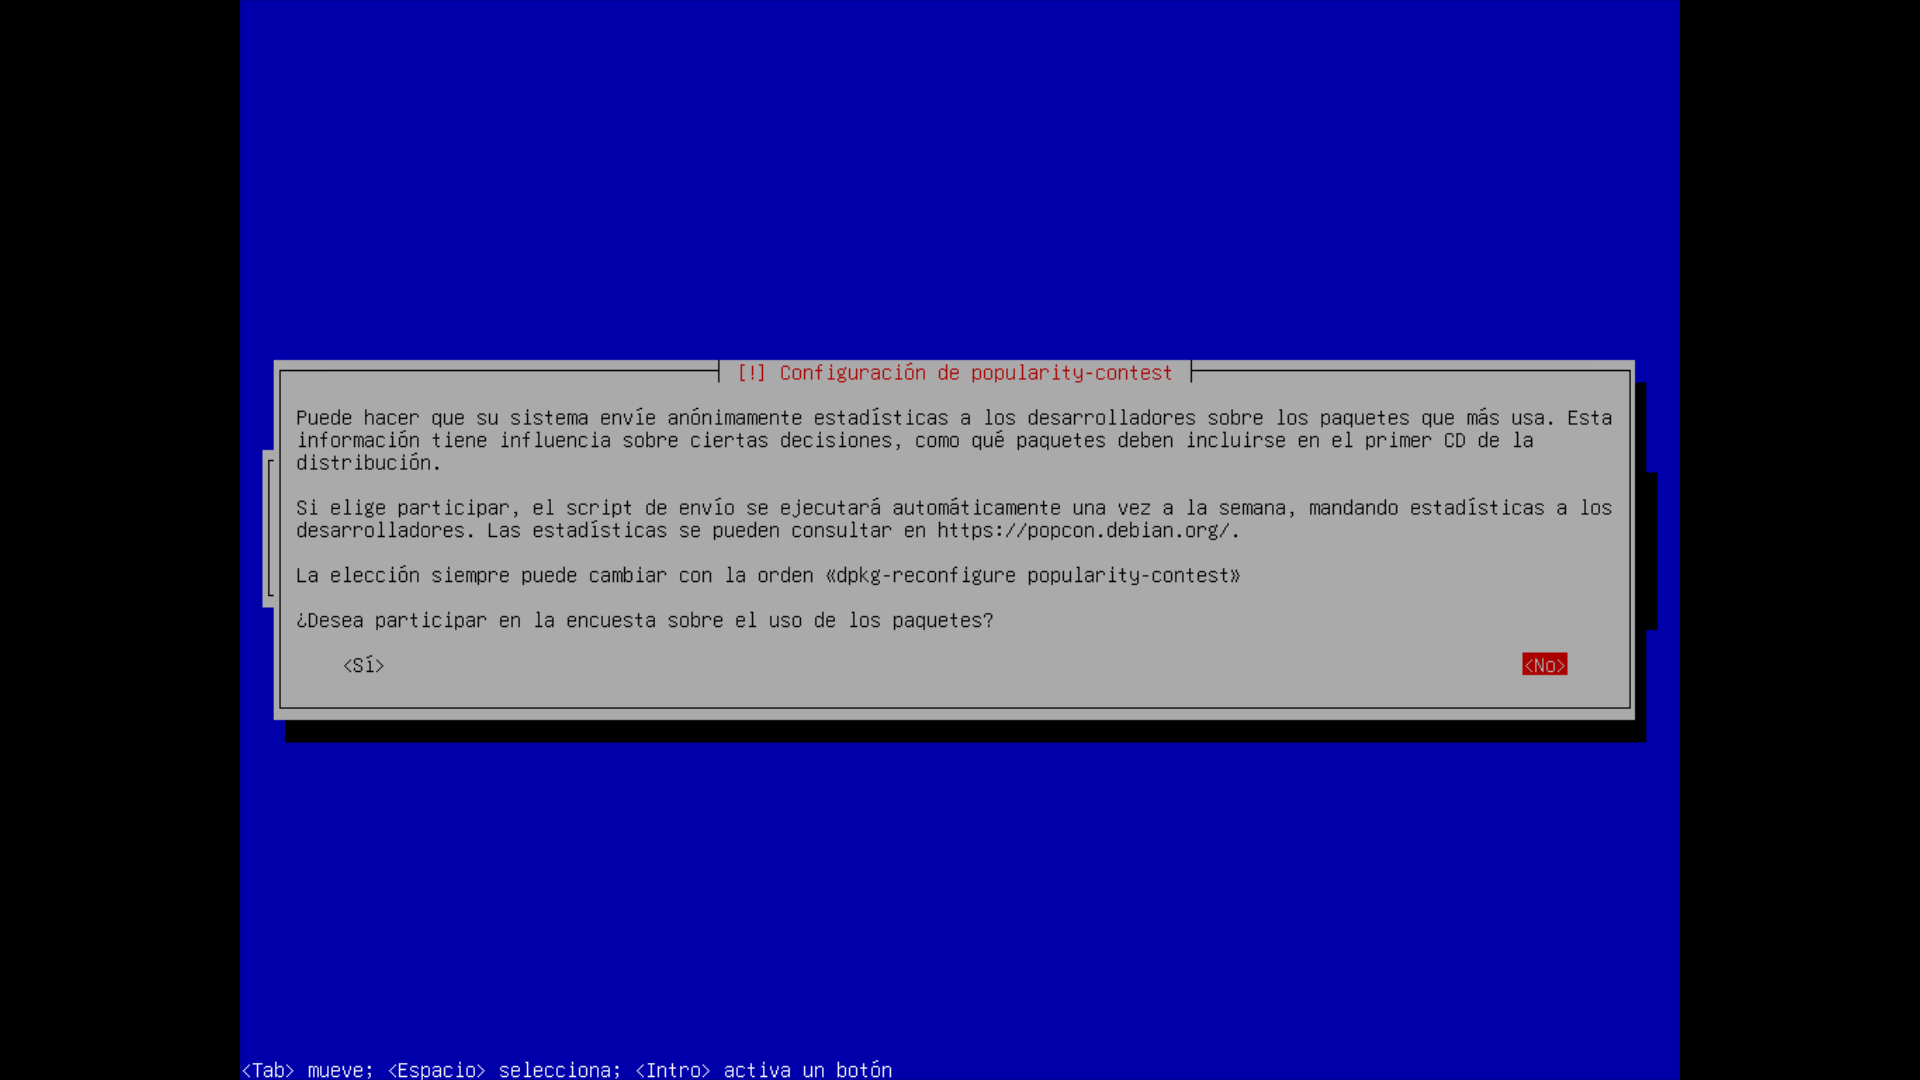 [!] Configuración de popularity-contest
Puede hacer que su sistema envíe anónimamente estadísticas a los desarrolladores sobre los paquetes que más usa. Esta
información tiene influencia sobre ciertas decisiones, como qué paquetes deben incluirse en el primer CD de la
distribución.
Si elige participar, el script de envío se ejecutará automáticamente una vez a la semana, mandando estadísticas a los
desarrolladores. Las estadísticas se pueden consultar en https://popcon.debian.org/.
La elección siempre puede cambiar con la orden «dpkg-reconfigure popularity-contest»
¿Desea participar en la encuesta sobre el uso de los paquetes?
<Sí> <No>
<Tab> mueve; <Espacio> selecciona; <Intro> activa un botón